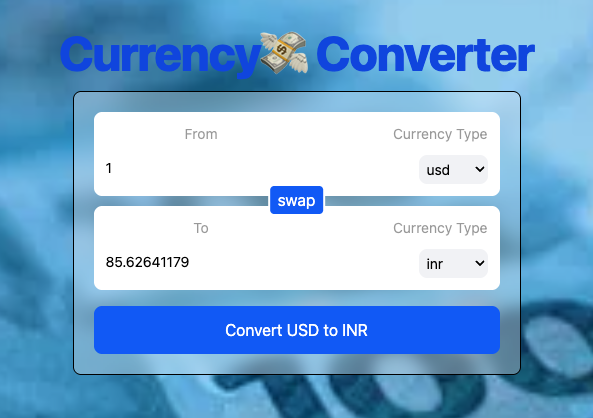 Currency💸 Converter
From Currency Type
1 usd
swap
To Currency Type
85.62641179 inr
Convert USD to INR